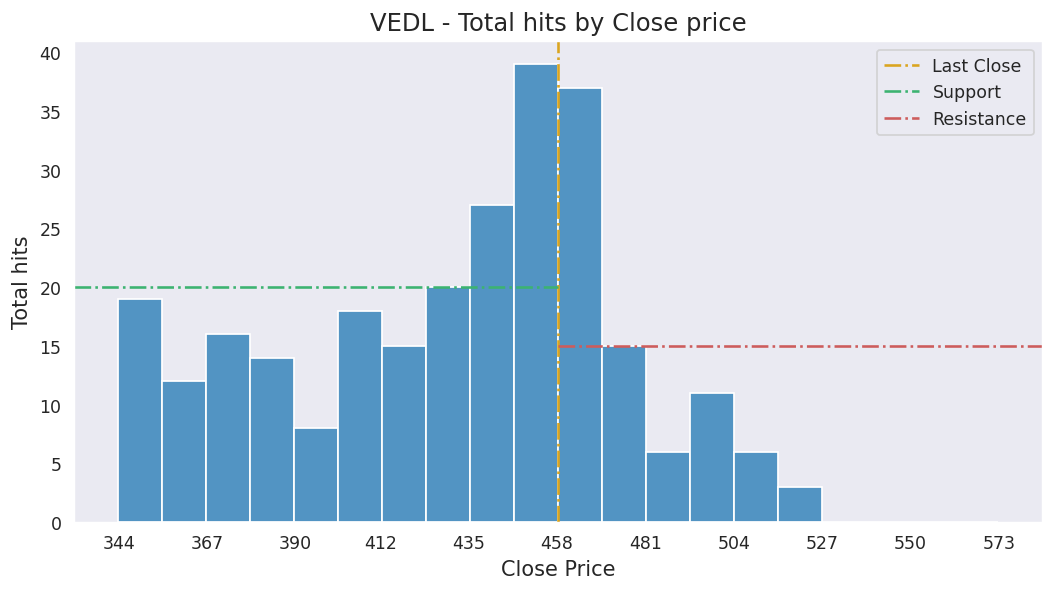 VEDL - Total hits by Close price
Last Close
Support
Resistance
Total hits
40
35
30
25
20
15
10
5
0
344 367 390 412 435 458 481 504 527 550 573
Close Price